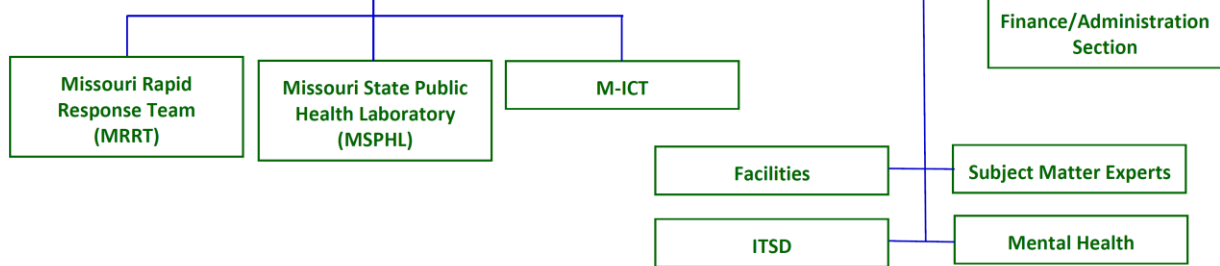 Finance/Administration
Section
Missouri Rapid
Response Team
(MRRT)
Missouri State Public
Health Laboratory
(MSPHL)
M-ICT
Facilities
Subject Matter Experts
ITSD
Mental Health